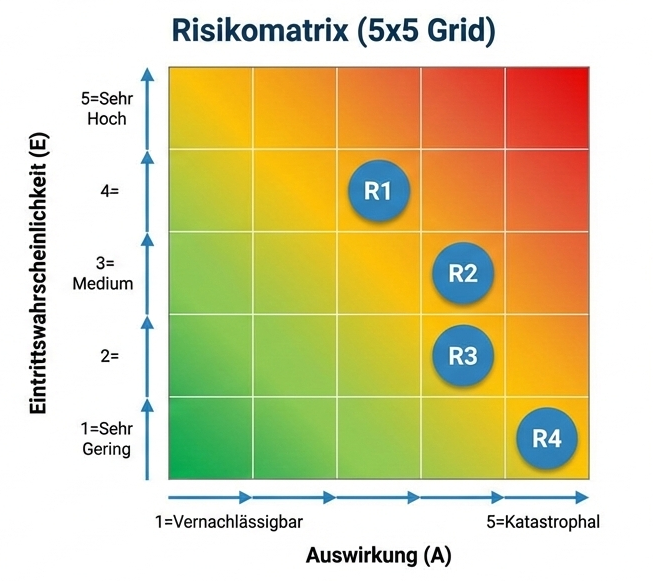 Risikomatrix (5x5 Grid)
Eintrittswahrscheinlichkeit (E)
5=Sehr
Hoch
4=
R1
3=
Medium
R2
2=
R3
1=Sehr
Gering
R4
1=Vernachlässigbar
5=Katastrophal
Auswirkung (A)